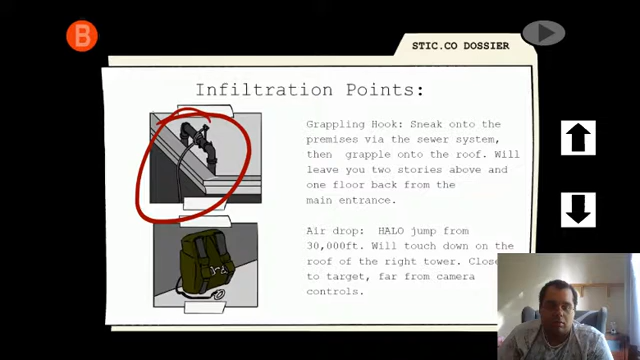 B
STIC.CO DOSSIER
Infiltration Points:
Grappling Hook: Sneak onto the
premises via the sewer system,
then grapple onto the roof. Will
leave you two stories above and
one floor back from the
main entrance.
Air drop: HALO jump from
30,000ft. Will touch down on the
roof of the right tower. Close
to target, far from camera
controls.